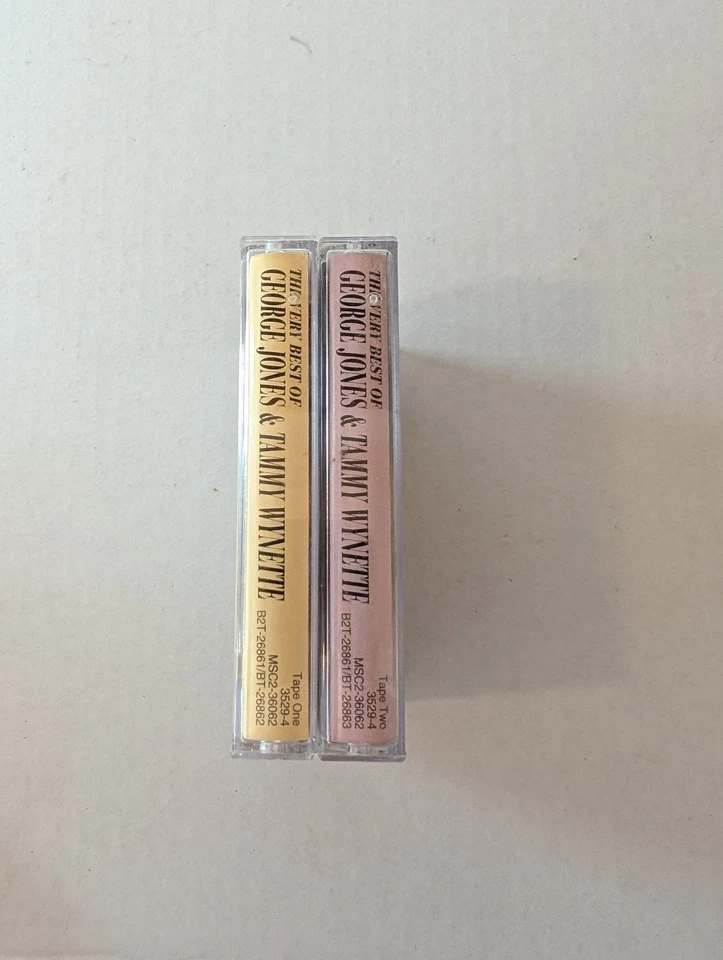 THE VERY BEST OF
GEORGE JONES & TAMMY WYNETTE
Tape One
3529-4
MSC2-36062
B2T-26861/BT-26862
THE VERY BEST OF
GEORGE JONES & TAMMY WYNETTE
Tape Two
3529-4
MSC2-36062
B2T-26861/BT-26863